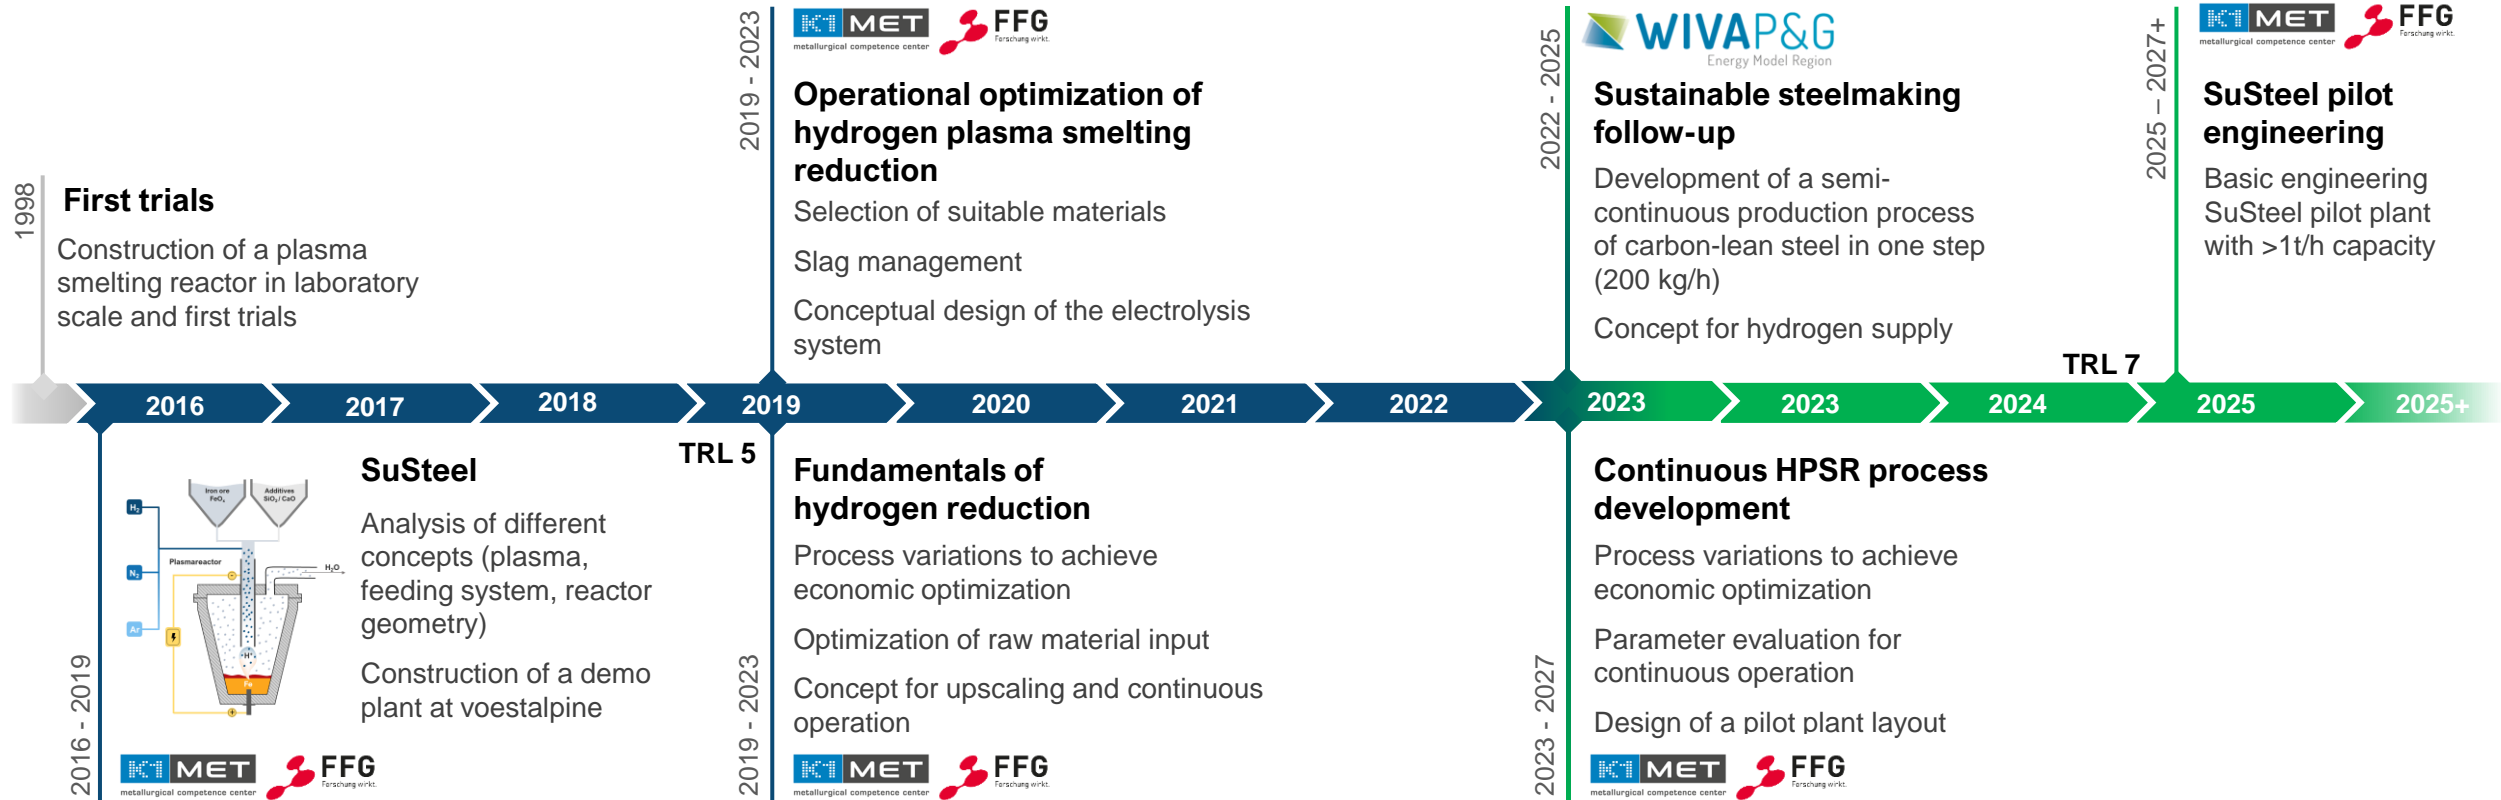 1998
First trials
Construction of a plasma
smelting reactor in laboratory
scale and first trials
2019 - 2023
K1 MET
metallurgical competence center
FFG
Forschung wirkt.
Operational optimization of
hydrogen plasma smelting
reduction
Selection of suitable materials
Slag management
Conceptual design of the electrolysis
system
2022 - 2025
WIVAP&G
Energy Model Region
Sustainable steelmaking
follow-up
Development of a semi-
continuous production process
of carbon-lean steel in one step
(200 kg/h)
Concept for hydrogen supply
TRL 7
2025 – 2027+
K1 MET
metallurgical competence center
FFG
Forschung wirkt.
SuSteel pilot
engineering
Basic engineering
SuSteel pilot plant
with >1t/h capacity
2016
2017
2018
2019
2020
2021
2022
2023
2023
2024
2025
2025+
2016 - 2019
Iron ore
FeOₓ
Additives
SiO₂/ CaO
H₂
N₂
Ar
Plasmareactor
H₂O
-
H⁺
Fe
+
SuSteel
Analysis of different
concepts (plasma,
feeding system, reactor
geometry)
Construction of a demo
plant at voestalpine
K1 MET
metallurgical competence center
FFG
Forschung wirkt.
TRL 5
2019 - 2023
Fundamentals of
hydrogen reduction
Process variations to achieve
economic optimization
Optimization of raw material input
Concept for upscaling and continuous
operation
K1 MET
metallurgical competence center
FFG
Forschung wirkt.
2023 - 2027
Continuous HPSR process
development
Process variations to achieve
economic optimization
Parameter evaluation for
continuous operation
Design of a pilot plant layout
K1 MET
metallurgical competence center
FFG
Forschung wirkt.